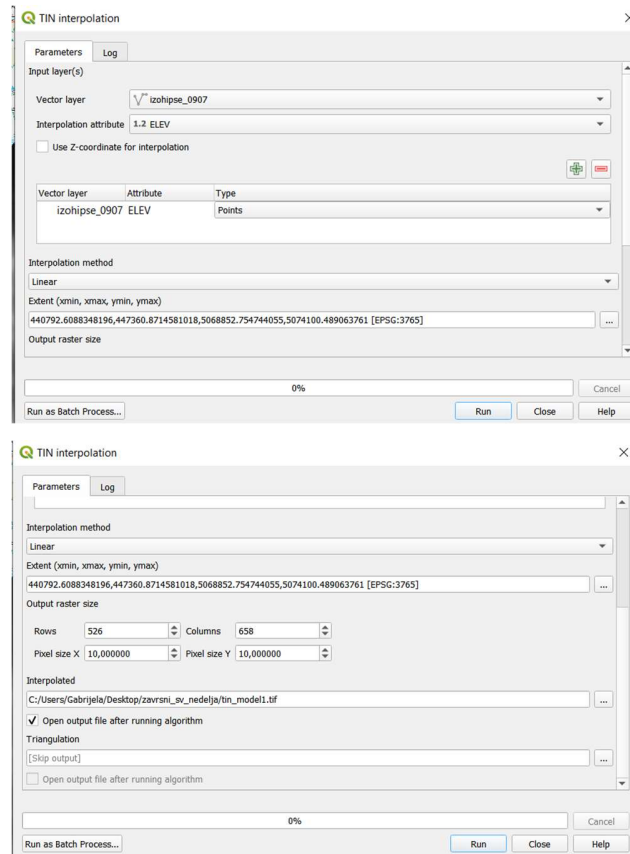 TIN interpolation
Parameters Log
Input layer(s)
Vector layer izohipse_0907
Interpolation attribute 1.2 ELEV
Use Z-coordinate for interpolation
Vector layer Attribute Type
izohipse_0907 ELEV Points
Interpolation method
Linear
Extent (xmin, xmax, ymin, ymax)
440792.6088348196,447360.8714581018,5068852.754744055,5074100.489063761 [EPSG:3765]
...
Output raster size
0%
Cancel
Run as Batch Process... Run Close Help
TIN interpolation
Parameters Log
Interpolation method
Linear
Extent (xmin, xmax, ymin, ymax)
440792.6088348196,447360.8714581018,5068852.754744055,5074100.489063761 [EPSG:3765]
...
Output raster size
Rows 526 Columns 658
Pixel size X 10,000000 Pixel size Y 10,000000
Interpolated
C:/Users/Gabrijela/Desktop/zavrsni_sv_nedelja/tin_model1.tif
...
Open output file after running algorithm
Triangulation
[Skip output]
...
Open output file after running algorithm
0%
Cancel
Run as Batch Process... Run Close Help